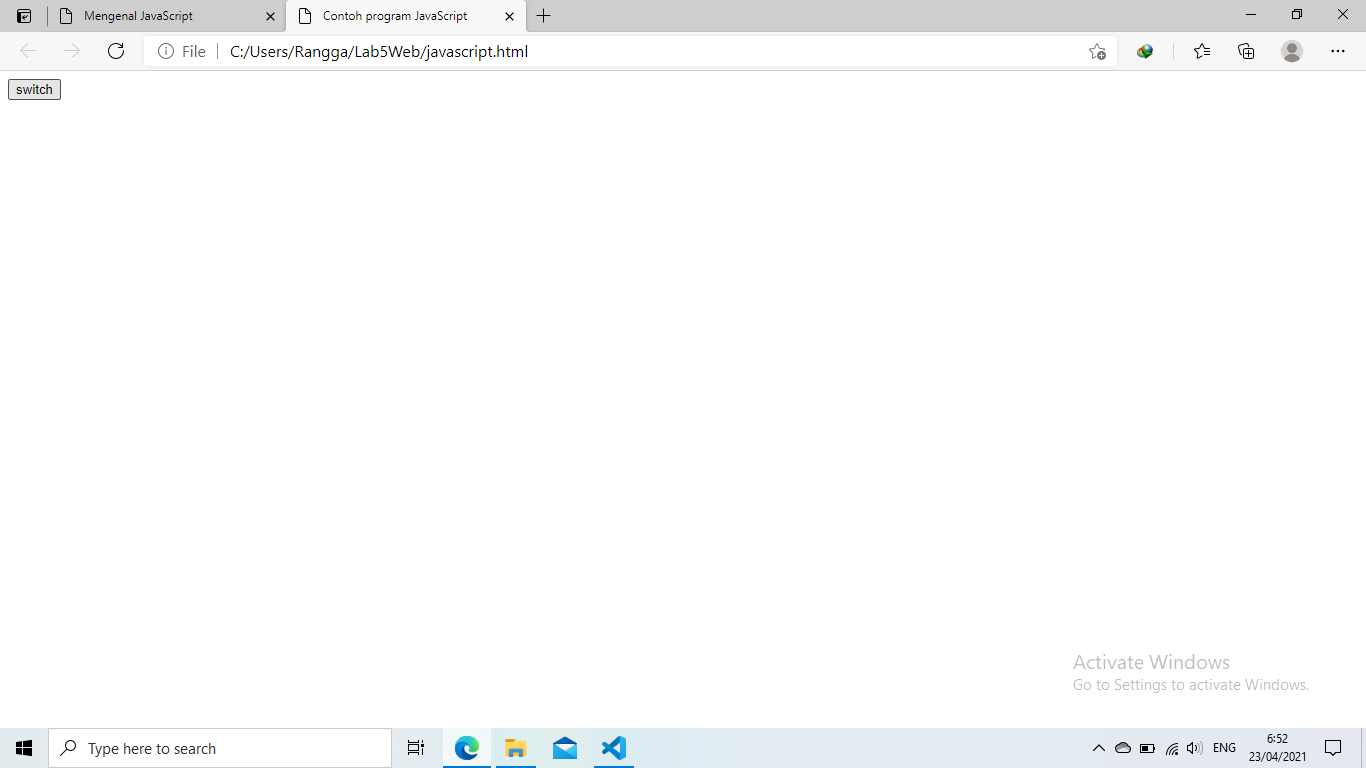 Mengenal JavaScript
Contoh program JavaScript
File
C:/Users/Rangga/Lab5Web/javascript.html
switch
Activate Windows
Go to Settings to activate Windows.
Type here to search
ENG
6:52
23/04/2021